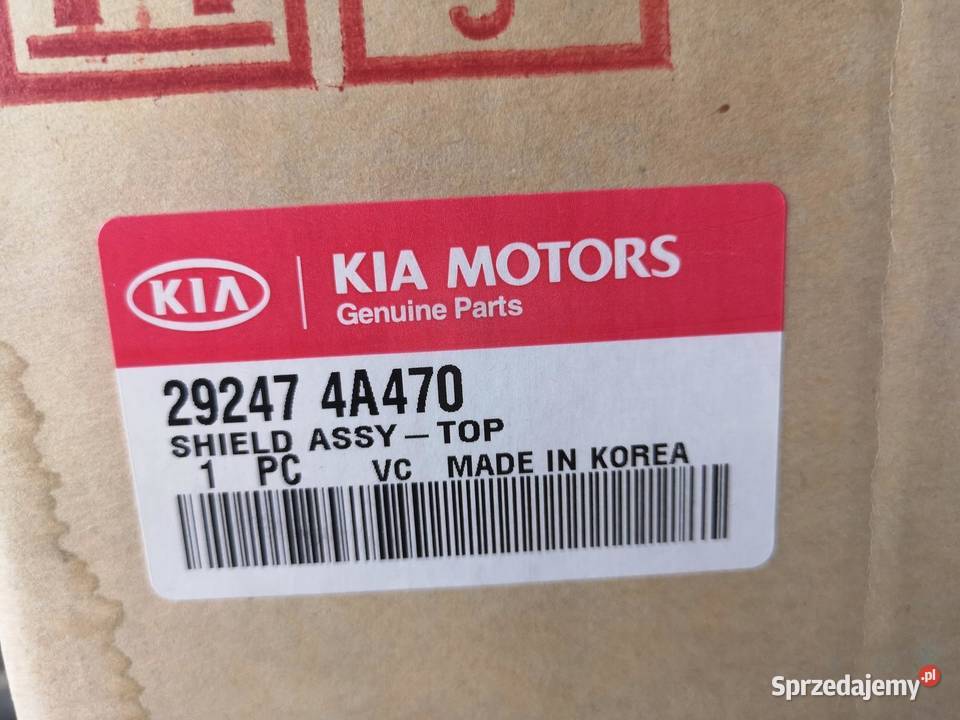 KIA
KIA MOTORS
Genuine Parts
29247 4A470
SHIELD ASSY – TOP
1 PC VC MADE IN KOREA
Sprzedajemy.pl